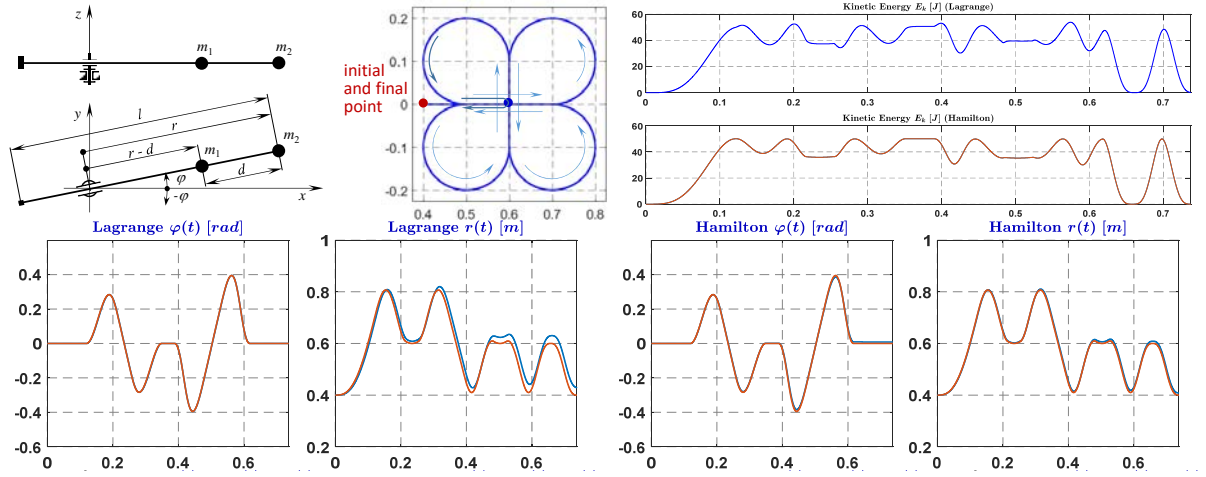 z
m1
m2
y
l
r
r - d
m1
m2
d
φ
-φ
x
initial
and final
point
0.2
0.1
0
-0.1
-0.2
0.4 0.5 0.6 0.7 0.8
Kinetic Energy Ek [J] (Lagrange)
60
40
20
0
0 0.1 0.2 0.3 0.4 0.5 0.6 0.7
Kinetic Energy Ek [J] (Hamilton)
60
40
20
0
0 0.1 0.2 0.3 0.4 0.5 0.6 0.7
Lagrange φ(t) [rad]
0.4
0.2
0
-0.2
-0.4
-0.6
0 0.2 0.4 0.6
Lagrange r(t) [m]
1
0.8
0.6
0.4
0.2
0 0.2 0.4 0.6
Hamilton φ(t) [rad]
0.4
0.2
0
-0.2
-0.4
-0.6
0 0.2 0.4 0.6
Hamilton r(t) [m]
1
0.8
0.6
0.4
0.2
0 0.2 0.4 0.6